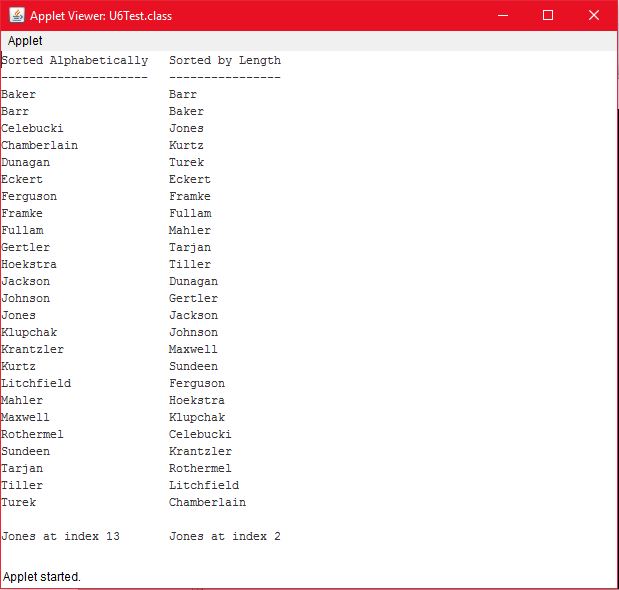 Applet Viewer: U6Test.class
Applet
Sorted Alphabetically   Sorted by Length
---------------------   ----------------
Baker                   Barr
Barr                    Baker
Celebucki               Jones
Chamberlain             Kurtz
Dunagan                 Turek
Eckert                  Eckert
Ferguson                Framke
Framke                  Fullam
Fullam                  Mahler
Gertler                 Tarjan
Hoekstra                Tiller
Jackson                 Dunagan
Johnson                 Gertler
Jones                   Jackson
Klupchak                Johnson
Krantzler               Maxwell
Kurtz                   Sundeen
Litchfield              Ferguson
Mahler                  Hoekstra
Maxwell                 Klupchak
Rothermel               Celebucki
Sundeen                 Krantzler
Tarjan                  Rothermel
Tiller                  Litchfield
Turek                   Chamberlain
Jones at index 13       Jones at index 2
Applet started.